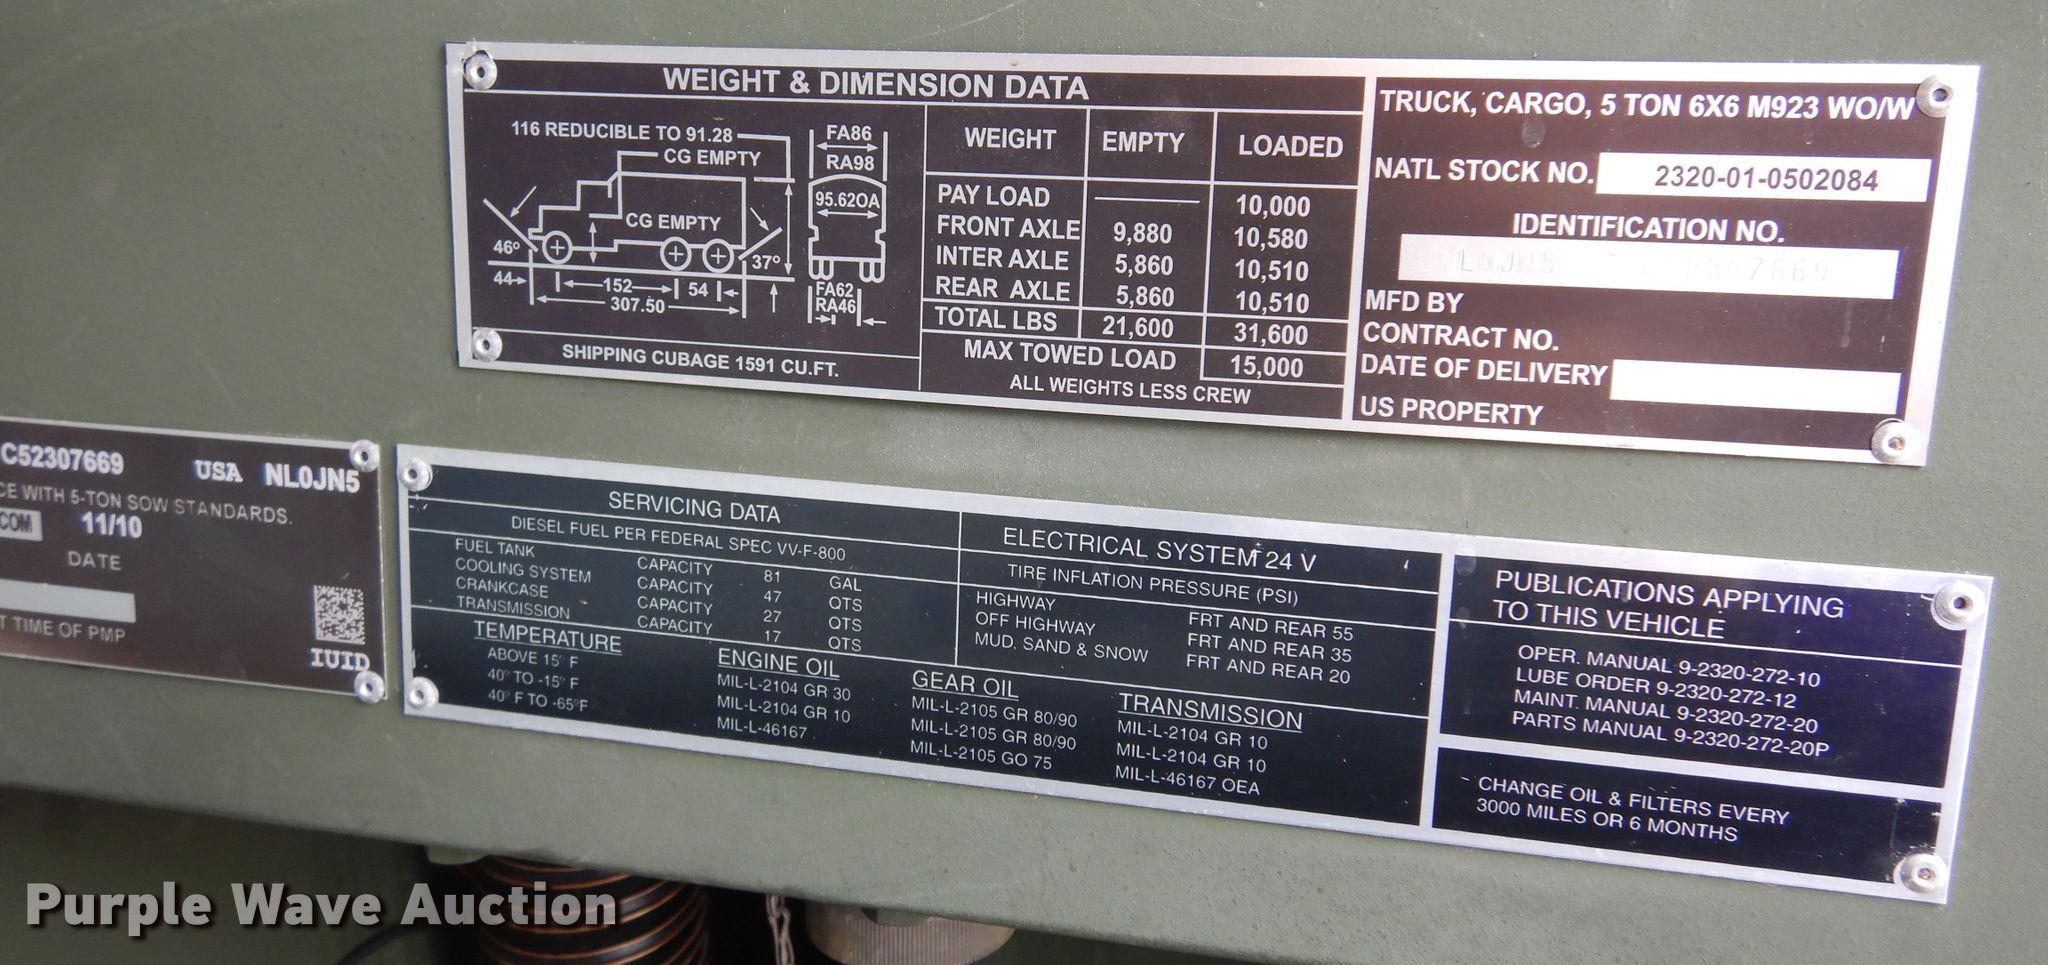 WEIGHT & DIMENSION DATA
116 REDUCIBLE TO 91.28
CG EMPTY
CG EMPTY
46°
37°
44
152
54
307.50
FA86
RA98
95.62OA
FA62
RA46
SHIPPING CUBAGE 1591 CU.FT.
WEIGHT EMPTY LOADED
PAY LOAD 10,000
FRONT AXLE 9,880 10,580
INTER AXLE 5,860 10,510
REAR AXLE 5,860 10,510
TOTAL LBS 21,600 31,600
MAX TOWED LOAD 15,000
ALL WEIGHTS LESS CREW
TRUCK, CARGO, 5 TON 6X6 M923 WO/W
NATL STOCK NO. 2320-01-0502084
IDENTIFICATION NO.
NL0JN5 2307669
MFD BY
CONTRACT NO.
DATE OF DELIVERY
US PROPERTY
C52307669 USA NL0JN5
CE WITH 5-TON SOW STANDARDS.
COM 11/10
DATE
T TIME OF PMP
IUID
SERVICING DATA
DIESEL FUEL PER FEDERAL SPEC VV-F-800
FUEL TANK CAPACITY 81 GAL
COOLING SYSTEM CAPACITY 47 QTS
CRANKCASE CAPACITY 27 QTS
TRANSMISSION CAPACITY 17 QTS
ELECTRICAL SYSTEM 24 V
TIRE INFLATION PRESSURE (PSI)
HIGHWAY FRT AND REAR 55
OFF HIGHWAY FRT AND REAR 35
MUD, SAND & SNOW FRT AND REAR 20
TEMPERATURE ENGINE OIL GEAR OIL TRANSMISSION
ABOVE 15° F MIL-L-2104 GR 30 MIL-L-2105 GR 80/90 MIL-L-2104 GR 10
40° TO -15° F MIL-L-2104 GR 10 MIL-L-2105 GR 80/90 MIL-L-2104 GR 10
40° F TO -65°F MIL-L-46167 MIL-L-2105 GO 75 MIL-L-46167 OEA
PUBLICATIONS APPLYING
TO THIS VEHICLE
OPER. MANUAL 9-2320-272-10
LUBE ORDER 9-2320-272-12
MAINT. MANUAL 9-2320-272-20
PARTS MANUAL 9-2320-272-20P
CHANGE OIL & FILTERS EVERY
3000 MILES OR 6 MONTHS
Purple Wave Auction